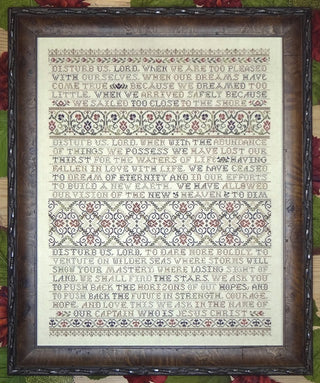 DISTURB US, LORD, WHEN WE ARE TOO PLEASED
WITH OURSELVES, WHEN OUR DREAMS HAVE
COME TRUE BECAUSE WE DREAMED TOO
LITTLE, WHEN WE ARRIVED SAFELY BECAUSE
WE SAILED TOO CLOSE TO THE SHORE
DISTURB US, LORD, WHEN WITH THE ABUNDANCE
OF THINGS WE POSSESS WE HAVE LOST OUR
THIRST FOR THE WATERS OF LIFE HAVING
FALLEN IN LOVE WITH LIFE, WE HAVE CEASED
TO DREAM OF ETERNITY AND IN OUR EFFORTS
TO BUILD A NEW EARTH, WE HAVE ALLOWED
OUR VISION OF THE NEW HEAVEN TO DIM
DISTURB US, LORD, TO DARE MORE BOLDLY, TO
VENTURE ON WILDER SEAS WHERE STORMS WILL
SHOW YOUR MASTERY; WHERE LOSING SIGHT OF
LAND, WE SHALL FIND THE STARS. WE ASK YOU
TO PUSH BACK THE HORIZONS OF OUR HOPES; AND
TO PUSH BACK THE FUTURE IN STRENGTH, COURAGE,
HOPE, AND LOVE THIS WE ASK IN THE NAME OF
OUR CAPTAIN WHO IS JESUS CHRIST